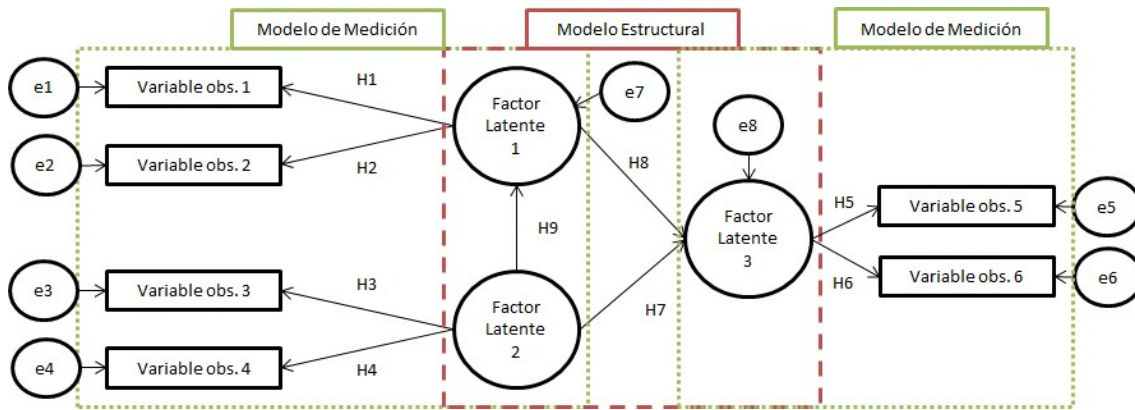 Modelo de Medición
Modelo Estructural
Modelo de Medición
e1
Variable obs. 1
H1
e2
Variable obs. 2
H2
Factor
Latente
1
e7
e8
H8
H9
Factor
Latente
3
H5
Variable obs. 5
e5
H6
Variable obs. 6
e6
e3
Variable obs. 3
H3
e4
Variable obs. 4
H4
Factor
Latente
2
H7